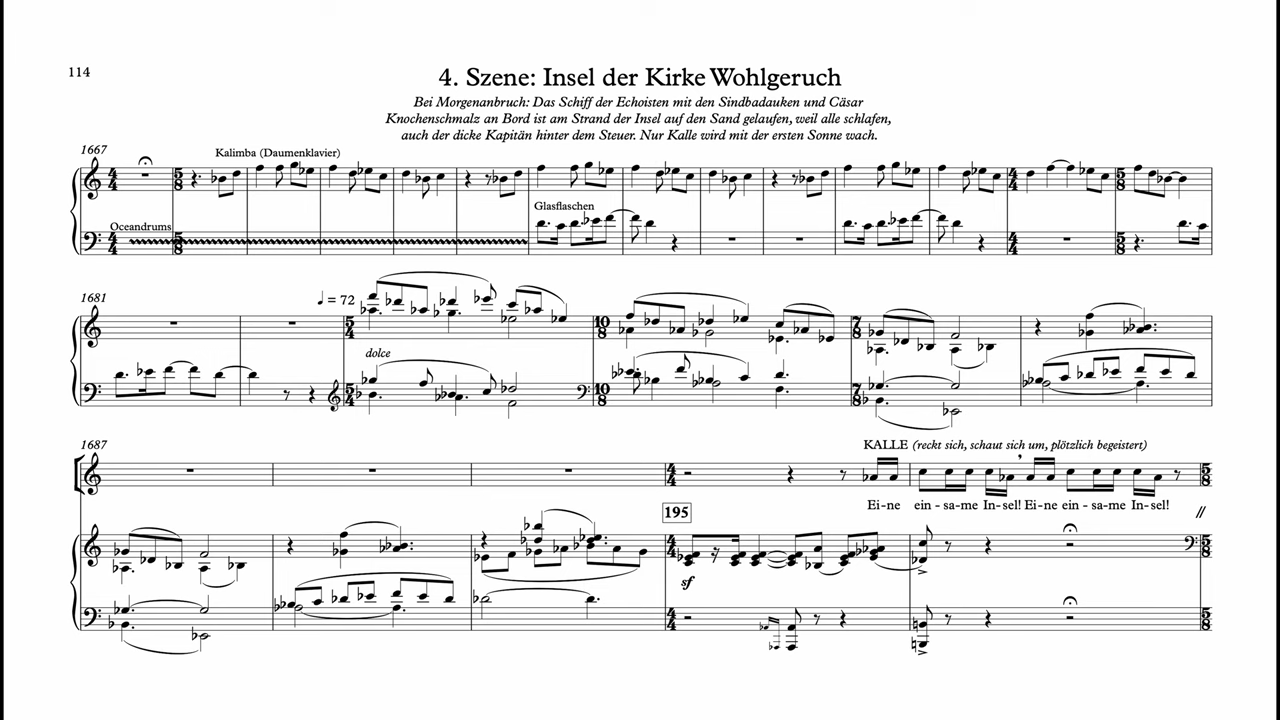 114
4. Szene: Insel der Kirke Wohlgeruch
Bei Morgenanbruch: Das Schiff der Echoisten mit den Sindbadauken und Cäsar
Knochenschmalz an Bord ist am Strand der Insel auf den Sand gelaufen, weil alle schlafen,
auch der dicke Kapitän hinter dem Steuer. Nur Kalle wird mit der ersten Sonne wach.
1667
Kalimba (Daumenklavier)
Oceandrums
Glasflaschen
1681
♩ = 72
dolce
1687
KALLE (reckt sich, schaut sich um, plötzlich begeistert)
Ei-ne ein-sa-me In-sel! Ei-ne ein-sa-me In-sel!
195
sf